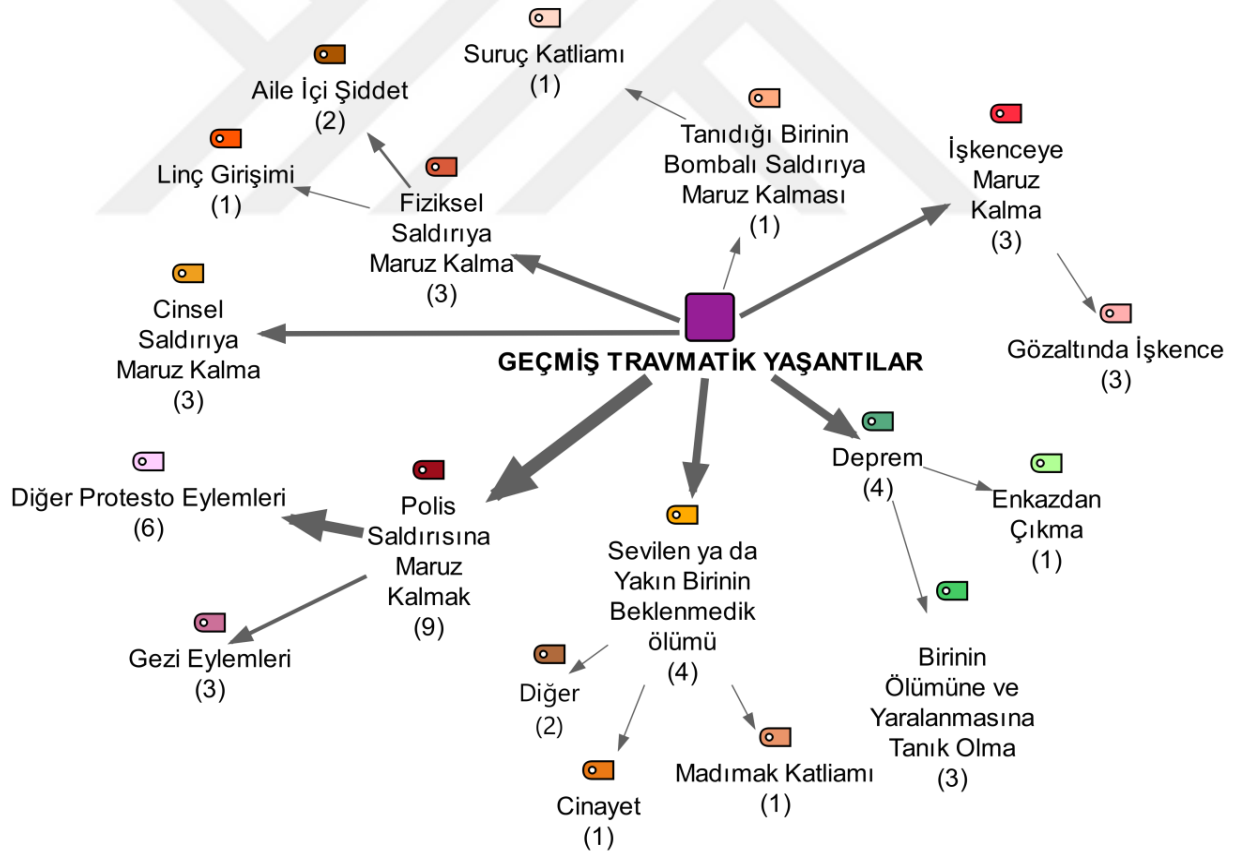 Suruç Katliamı
(1)
Aile İçi Şiddet
(2)
Linç Girişimi
(1)
Fiziksel
Saldırıya
Maruz Kalma
(3)
Tanıdığı Birinin
Bombalı Saldırıya
Maruz Kalması
(1)
İşkenceye
Maruz
Kalma
(3)
Cinsel
Saldırıya
Maruz Kalma
(3)
Gözaltında İşkence
(3)
GEÇMİŞ TRAVMATİK YAŞANTILAR
Diğer Protesto Eylemleri
(6)
Polis
Saldırısına
Maruz
Kalmak
(9)
Gezi Eylemleri
(3)
Sevilen ya da
Yakın Birinin
Beklenmedik
ölümü
(4)
Diğer
(2)
Cinayet
(1)
Madımak Katliamı
(1)
Deprem
(4)
Enkazdan
Çıkma
(1)
Birinin
Ölümüne ve
Yaralanmasına
Tanık Olma
(3)